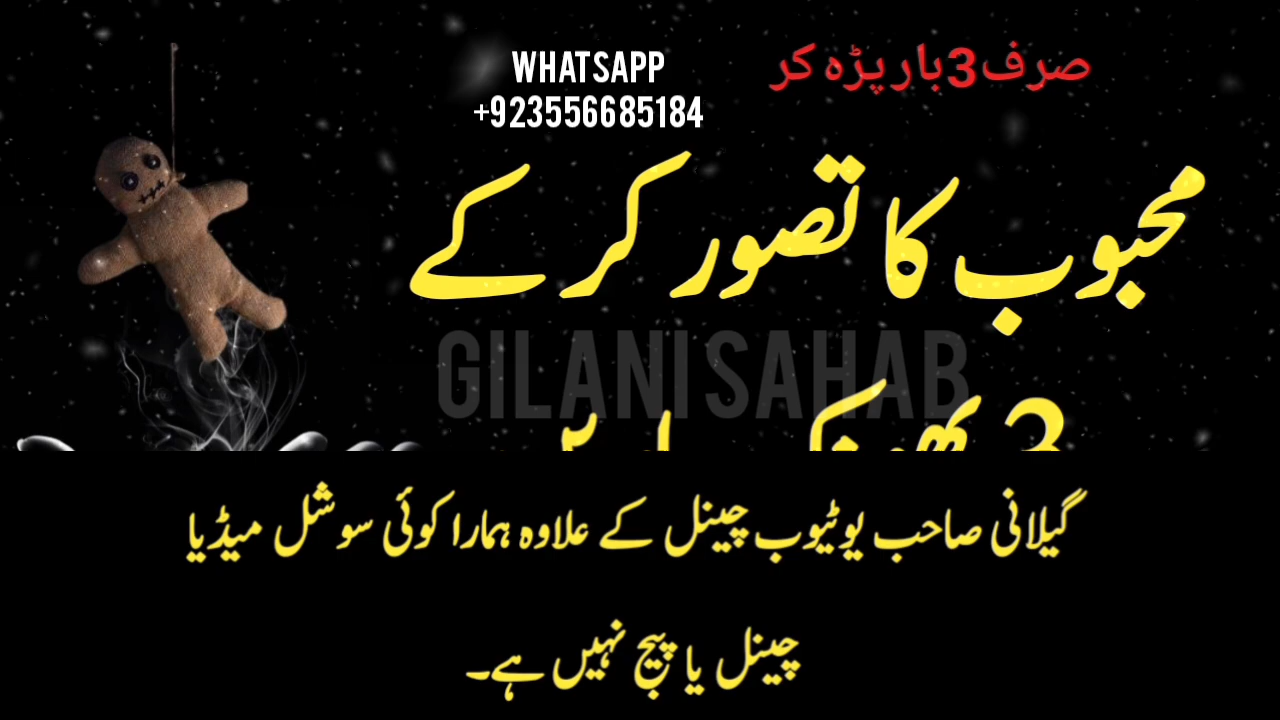 صرف 3 بار پڑھ کر
WHATSAPP
+923556685184
محبوب کا تصور کر کے
GILANI SAHAB
3
گیلانی صاحب یوٹیوب چینل کے علاوہ ہمارا کوئی سوشل میڈیا
چینل یا پیج نہیں ہے۔